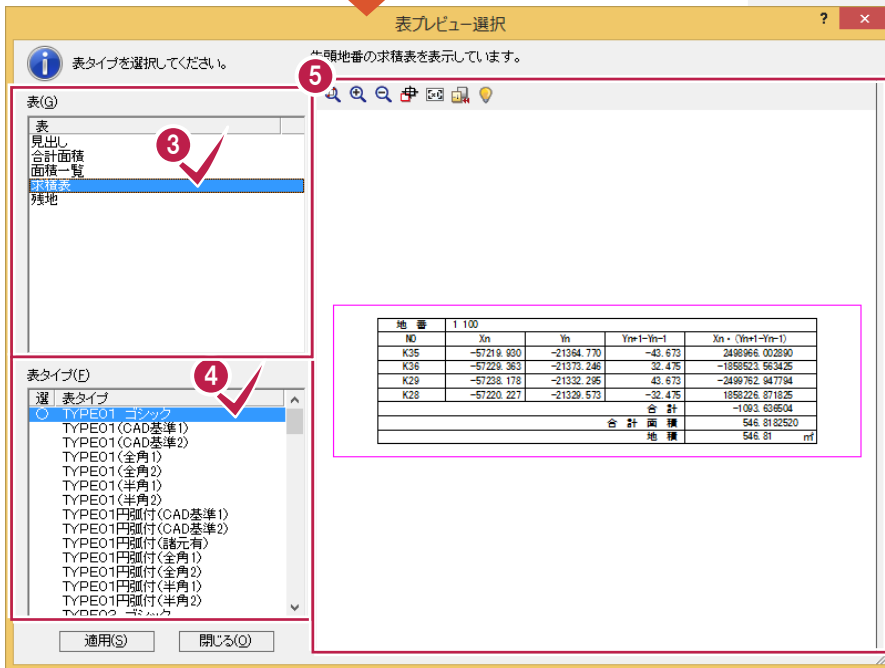 表プレビュー選択
? ×
表タイプを選択してください。
先頭地番の求積表を表示しています。
5
表(G)
表
見出し
合計面積
3
面積一覧
求積表
残地
地 番 1 100
NO Xn Yn Yn+1-Yn-1 Xn・(Yn+1-Yn-1)
K35 -57219.930 -21364.770 -43.673 2498966.002890
K36 -57229.363 -21373.246 32.475 -1858523.563425
K29 -57238.178 -21332.295 43.673 -2499762.947794
K28 -57220.227 -21329.573 -32.475 1858226.871825
合 計 -1093.636504
合 計 面 積 546.8182520
地 積 546.81 ㎡
表タイプ(F)
4
選 表タイプ
○ TYPE01 ゴシック
TYPE01(CAD基準1)
TYPE01(CAD基準2)
TYPE01(全角1)
TYPE01(全角2)
TYPE01(半角1)
TYPE01(半角2)
TYPE01円弧付(CAD基準1)
TYPE01円弧付(CAD基準2)
TYPE01円弧付(諸元有)
TYPE01円弧付(全角1)
TYPE01円弧付(全角2)
TYPE01円弧付(半角1)
TYPE01円弧付(半角2)
適用(S) 閉じる(O)